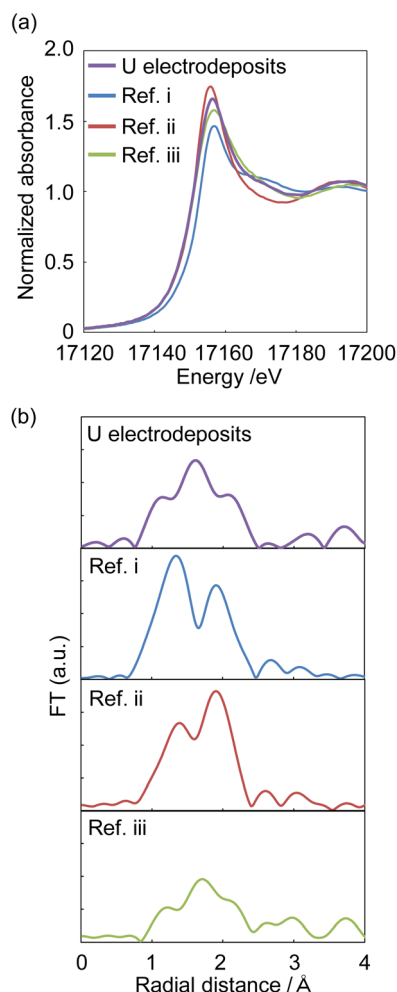 (a)
2.0
1.5
1.0
0.5
0
Normalized absorbance
U electrodeposits
Ref. i
Ref. ii
Ref. iii
17120 17140 17160 17180 17200
Energy /eV
(b)
U electrodeposits
Ref. i
Ref. ii
Ref. iii
FT (a.u.)
0 1 2 3 4
Radial distance / Å